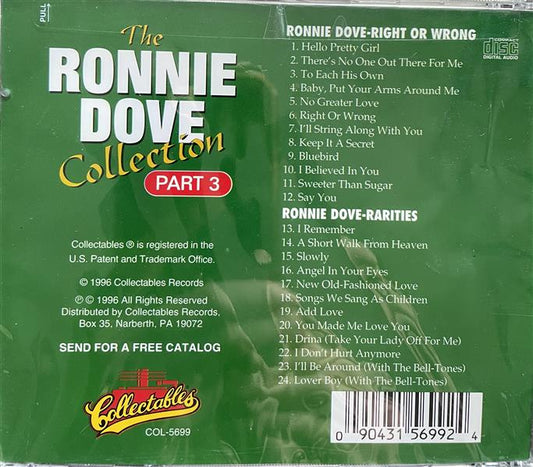 PULL
The
RONNIE
DOVE
Collection
PART 3
Collectables ® is registered in the
U.S. Patent and Trademark Office.
© 1996 Collectables Records
℗ © 1996 All Rights Reserved
Distributed by Collectables Records,
Box 35, Narberth, PA 19072
SEND FOR A FREE CATALOG
Collectables
COL-5699
RONNIE DOVE-RIGHT OR WRONG
1. Hello Pretty Girl
2. There's No One Out There For Me
3. To Each His Own
4. Baby, Put Your Arms Around Me
5. No Greater Love
6. Right Or Wrong
7. I'll String Along With You
8. Keep It A Secret
9. Bluebird
10. I Believed In You
11. Sweeter Than Sugar
12. Say You
RONNIE DOVE-RARITIES
13. I Remember
14. A Short Walk From Heaven
15. Slowly
16. Angel In Your Eyes
17. New Old-Fashioned Love
18. Songs We Sang As Children
19. Add Love
20. You Made Me Love You
21. Drina (Take Your Lady Off For Me)
22. I Don't Hurt Anymore
23. I'll Be Around (With The Bell-Tones)
24. Lover Boy (With The Bell-Tones)
COMPACT
disc
DIGITAL AUDIO
0 90431 56992 4